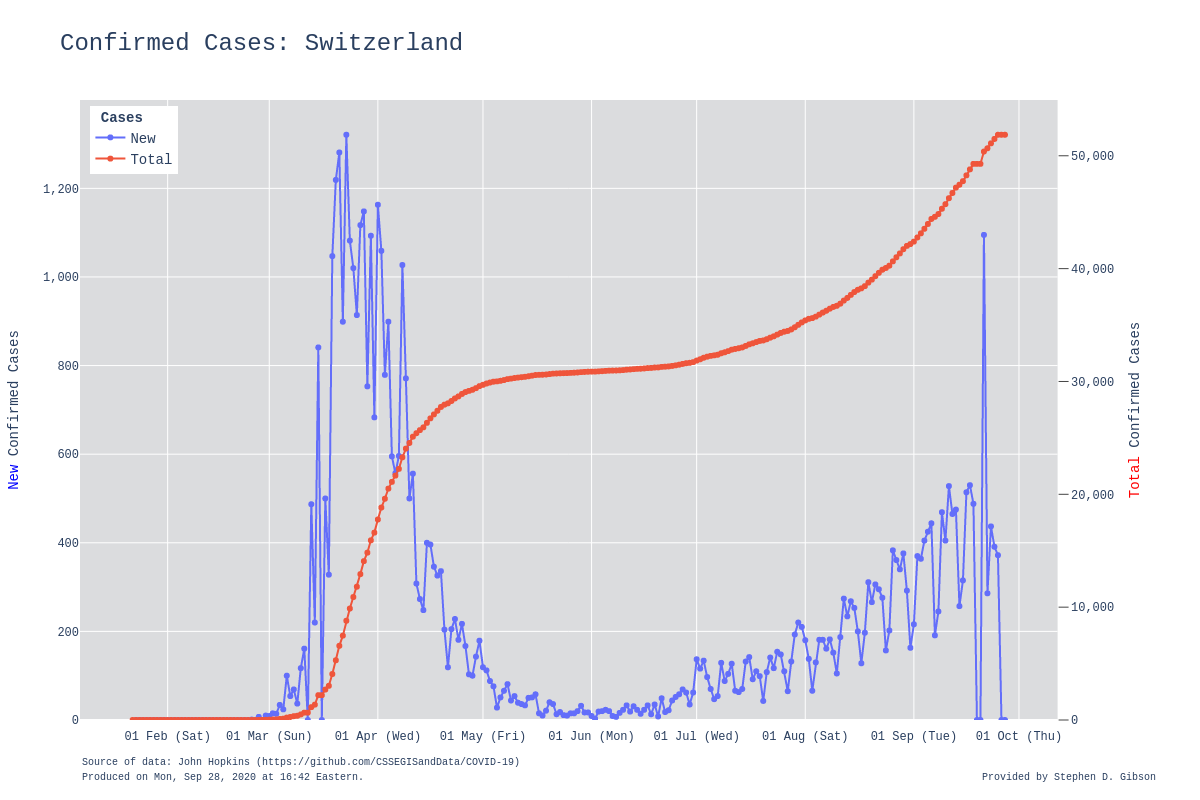 Confirmed Cases: Switzerland
Cases
New
Total
1,200
1,000
800
600
400
200
0
50,000
40,000
30,000
20,000
10,000
0
New Confirmed Cases
Total Confirmed Cases
01 Feb (Sat)
01 Mar (Sun)
01 Apr (Wed)
01 May (Fri)
01 Jun (Mon)
01 Jul (Wed)
01 Aug (Sat)
01 Sep (Tue)
01 Oct (Thu)
Source of data: John Hopkins (https://github.com/CSSEGISandData/COVID-19)
Produced on Mon, Sep 28, 2020 at 16:42 Eastern.
Provided by Stephen D. Gibson